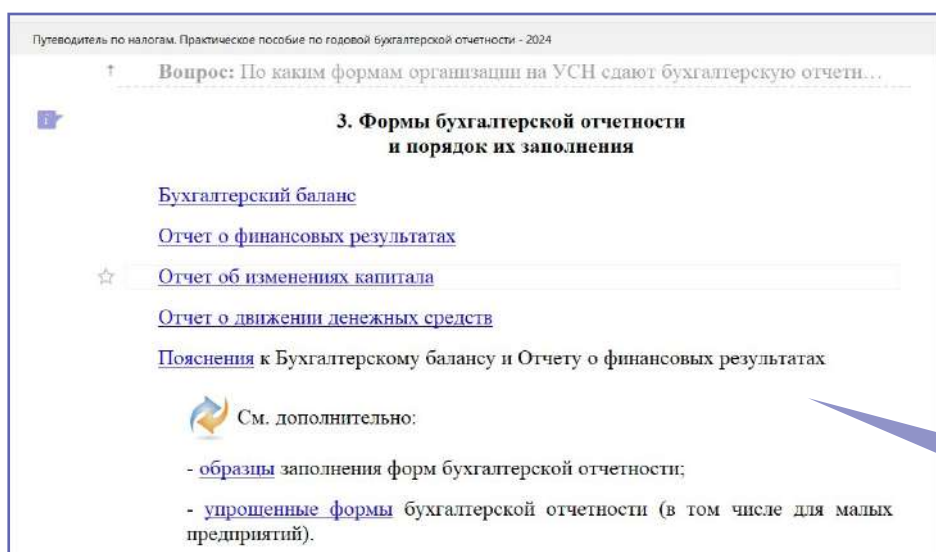 Путеводитель по налогам. Практическое пособие по годовой бухгалтерской отчетности - 2024
Вопрос: По каким формам организации на УСН сдают бухгалтерскую отчетн…
i
3. Формы бухгалтерской отчетности
и порядок их заполнения
Бухгалтерский баланс
Отчет о финансовых результатах
Отчет об изменениях капитала
Отчет о движении денежных средств
Пояснения к Бухгалтерскому балансу и Отчету о финансовых результатах
См. дополнительно:
- образцы заполнения форм бухгалтерской отчетности;
- упрощенные формы бухгалтерской отчетности (в том числе для малых
предприятий).